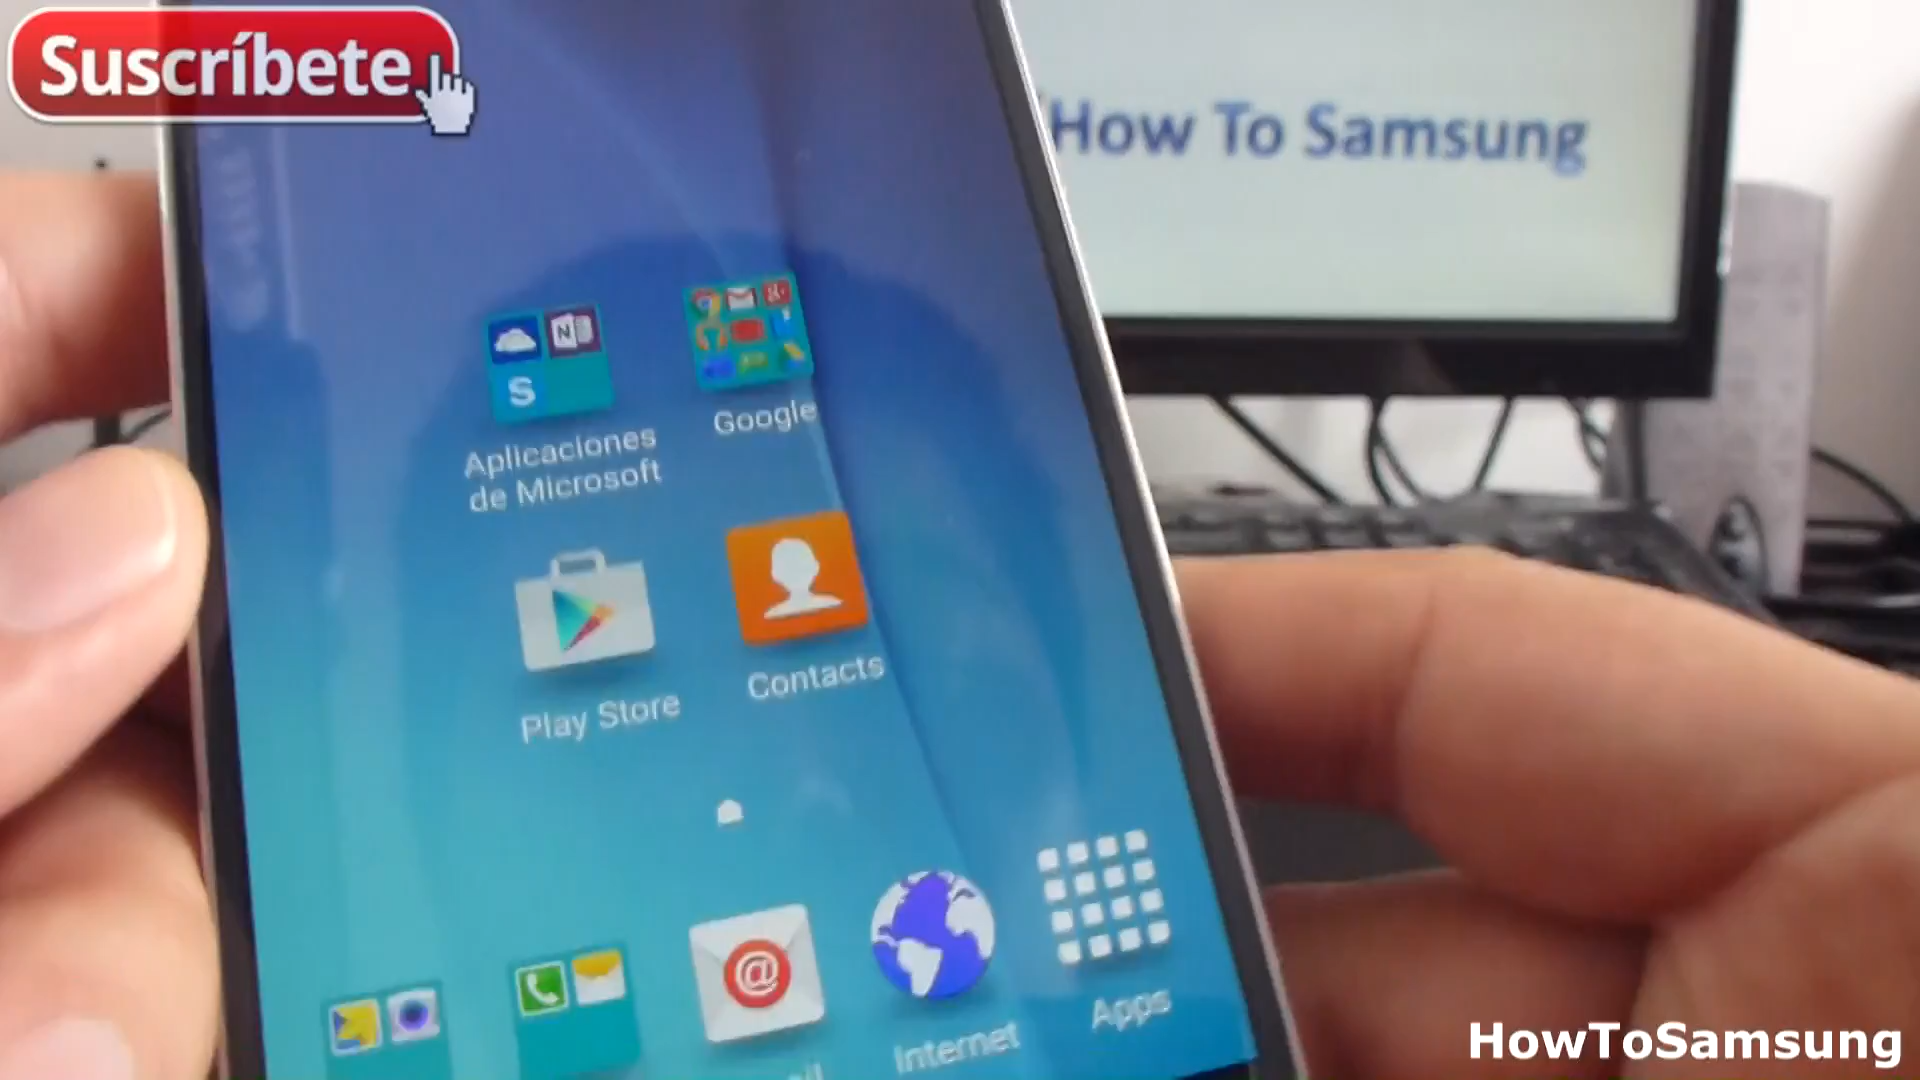 Suscríbete
How To Samsung
Aplicaciones
de Microsoft
Google
Play Store
Contacts
Internet
Apps
HowToSamsung